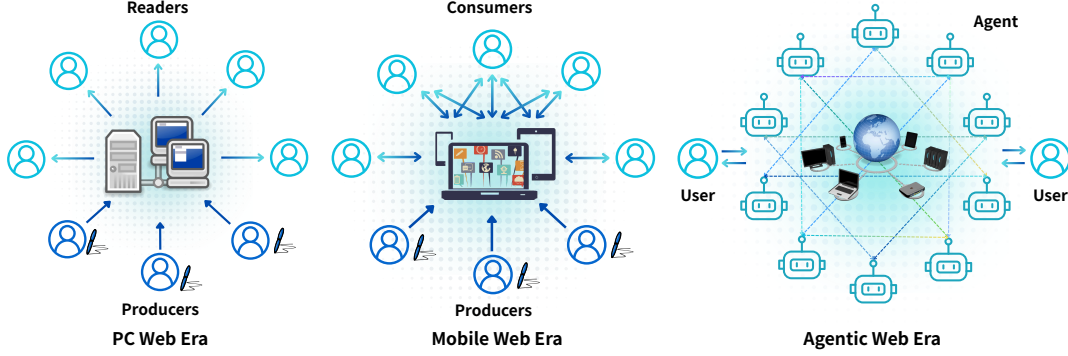 Readers
Consumers
Agent
User
User
Producers
Producers
PC Web Era
Mobile Web Era
Agentic Web Era